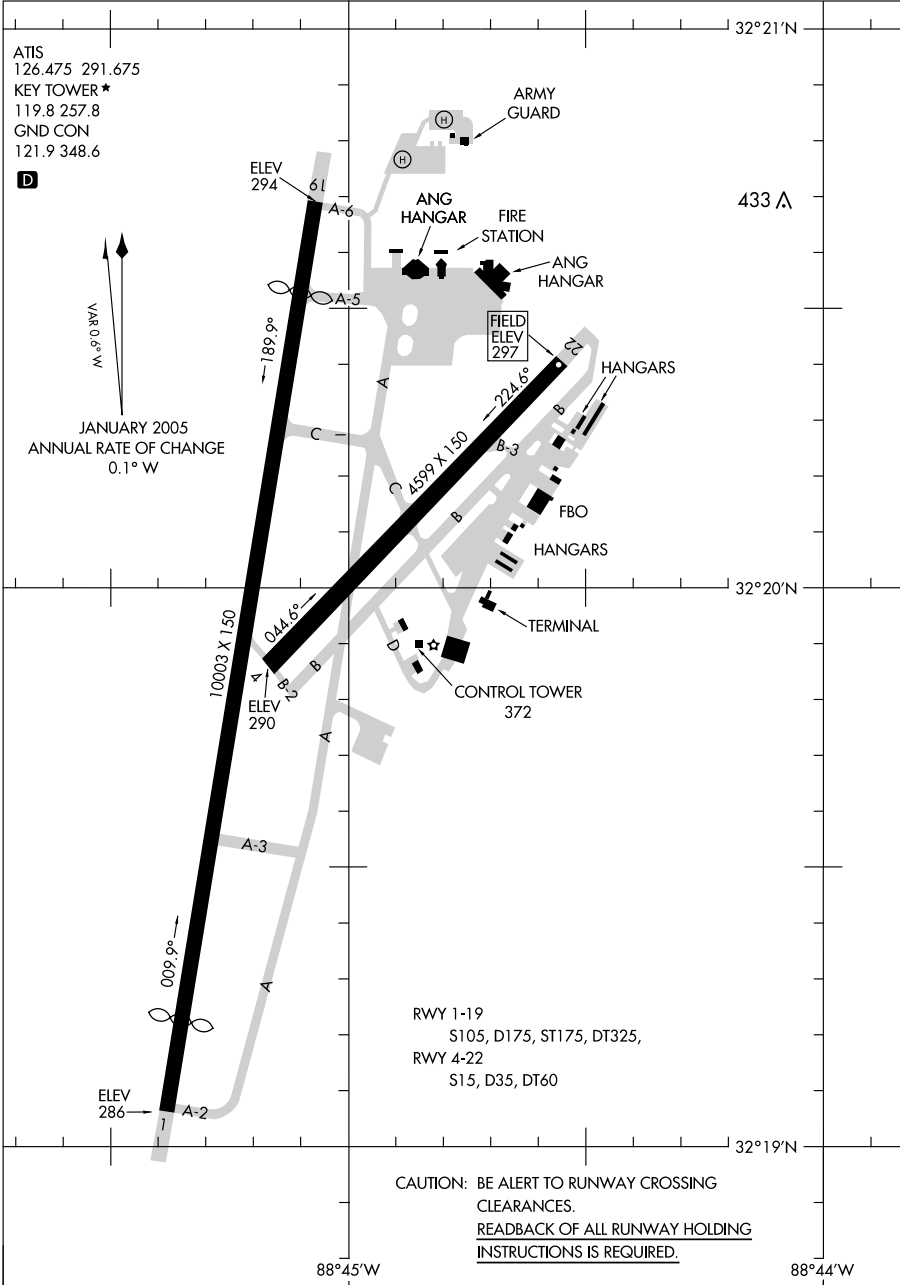 32°21'N
ATIS
126.475 291.675
KEY TOWER★
119.8 257.8
GND CON
121.9 348.6
D
ARMY
GUARD
H
H
ELEV
294
19
A-6
433
ANG
HANGAR
FIRE
STATION
ANG
HANGAR
A-5
VAR 0.6° W
189.9°
FIELD
ELEV
297
22
HANGARS
A
224.6°
JANUARY 2005
ANNUAL RATE OF CHANGE
0.1° W
C
B
B-3
4599 X 150
C
B
FBO
HANGARS
32°20'N
044.6°
TERMINAL
10003 X 150
D
B
4
B-2
ELEV
290
CONTROL TOWER
372
A
A-3
009.9°
A
RWY 1-19
S105, D175, ST175, DT325,
RWY 4-22
S15, D35, DT60
ELEV
286
A-2
1
32°19'N
CAUTION: BE ALERT TO RUNWAY CROSSING
CLEARANCES.
READBACK OF ALL RUNWAY HOLDING
INSTRUCTIONS IS REQUIRED.
88°45'W
88°44'W